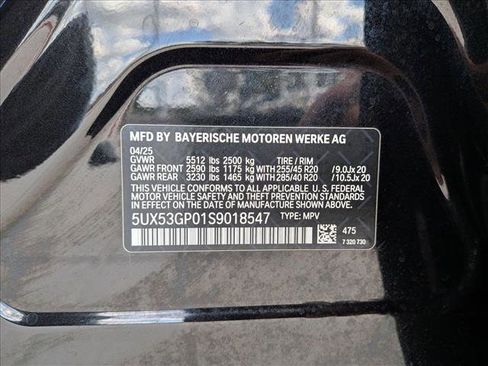 MFD BY BAYERISCHE MOTOREN WERKE AG
04/25
GVWR 5512 lbs 2500 kg TIRE / RIM
GAWR FRONT 2590 lbs 1175 kg 255/45 R20 /9.0Jx 20
GAWR REAR 3230 lbs 1465 kg 285/40 R20 /10.5Jx 20
THIS VEHICLE CONFORMS TO ALL APPLICABLE FEDERAL MOTOR VEHICLE SAFETY,
BUMPER, AND THEFT PREVENTION STANDARDS IN EFFECT ON THE DATE OF
MANUFACTURE SHOWN ABOVE.
5UX53GP01S9018547 TYPE: MPV
475
7 320 730